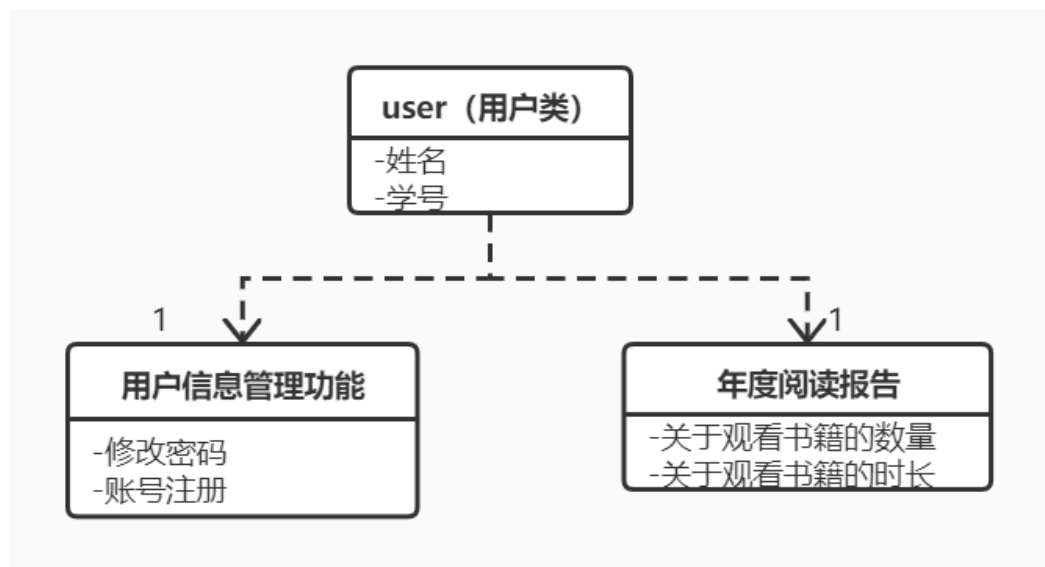 user（用户类）
-姓名
-学号
1
1
用户信息管理功能
-修改密码
-账号注册
年度阅读报告
-关于观看书籍的数量
-关于观看书籍的时长